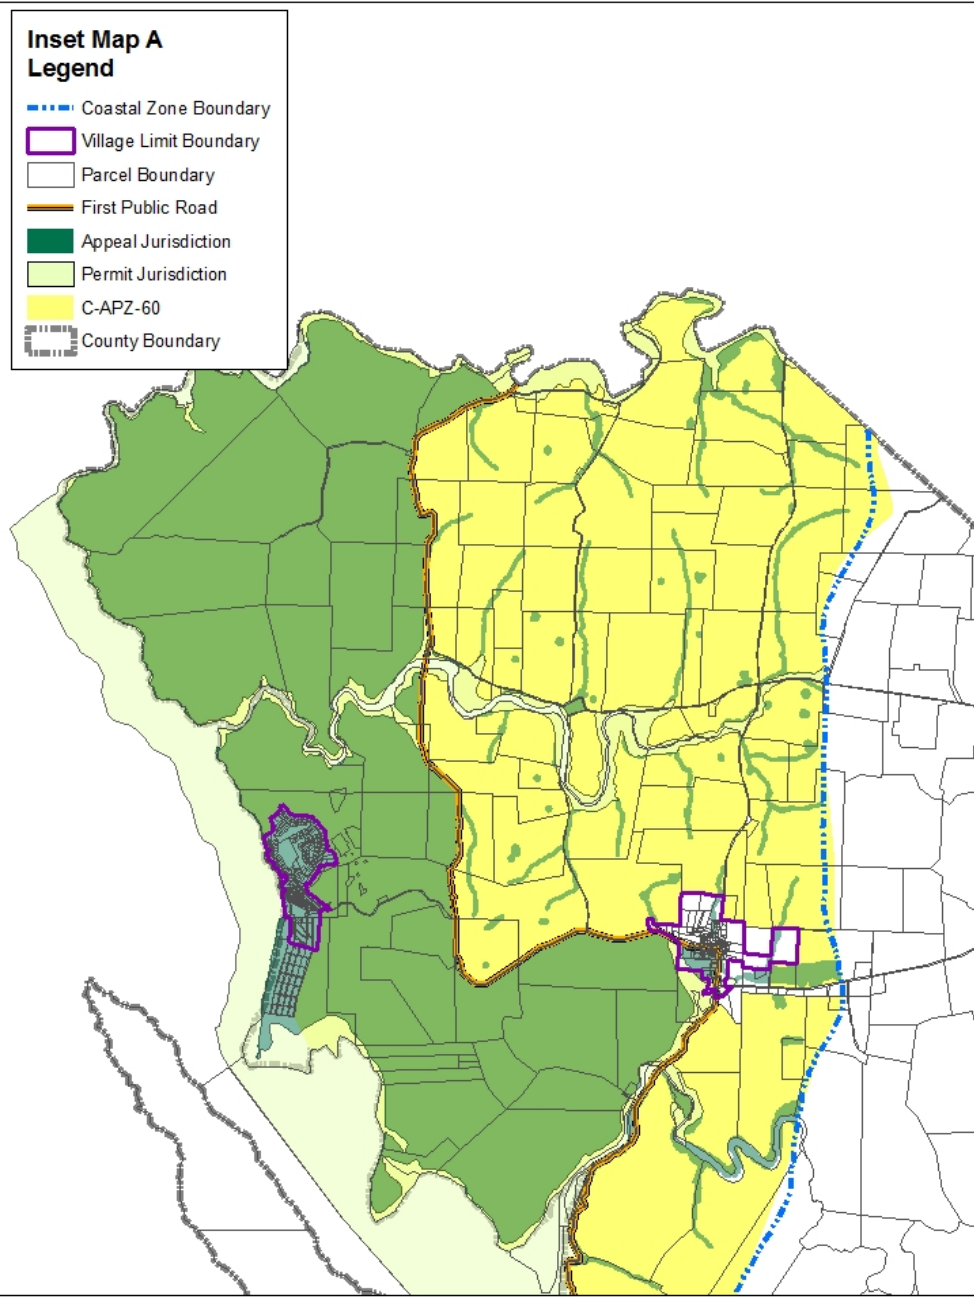 Inset Map A
Legend
Coastal Zone Boundary
Village Limit Boundary
Parcel Boundary
First Public Road
Appeal Jurisdiction
Permit Jurisdiction
C-APZ-60
County Boundary